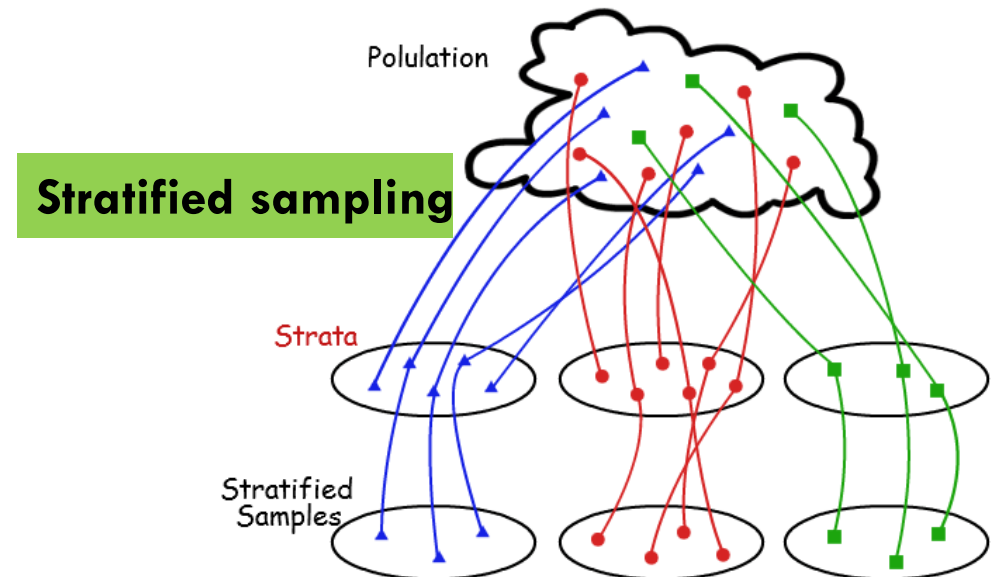 Polulation
Stratified sampling
Strata
Stratified
Samples